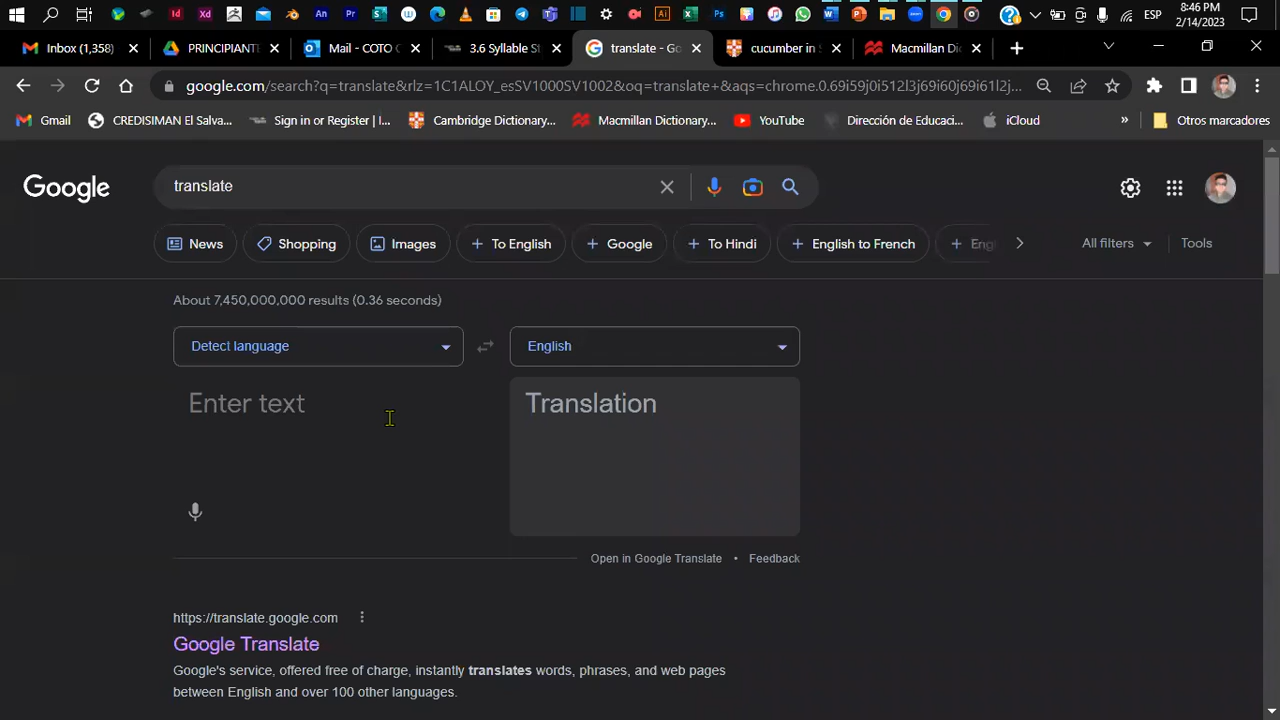 ESP
8:46 PM
2/14/2023
Inbox (1,358)
PRINCIPIANTE
Mail - COTO C
3.6 Syllable St
translate - Go
cucumber in S
Macmillan Dic
google.com/search?q=translate&rlz=1C1ALOY_esSV1000SV1002&oq=translate+&aqs=chrome.0.69i59j0i512l3j69i60j69i61l2j...
Gmail
CREDISIMAN El Salva...
Sign in or Register | I...
Cambridge Dictionary...
Macmillan Dictionary...
YouTube
Dirección de Educaci...
iCloud
»
Otros marcadores
Google
translate
News
Shopping
Images
+ To English
+ Google
+ To Hindi
+ English to French
+ Engl
All filters
Tools
About 7,450,000,000 results (0.36 seconds)
Detect language
English
Enter text
Translation
Open in Google Translate • Feedback
https://translate.google.com
Google Translate
Google's service, offered free of charge, instantly translates words, phrases, and web pages
between English and over 100 other languages.